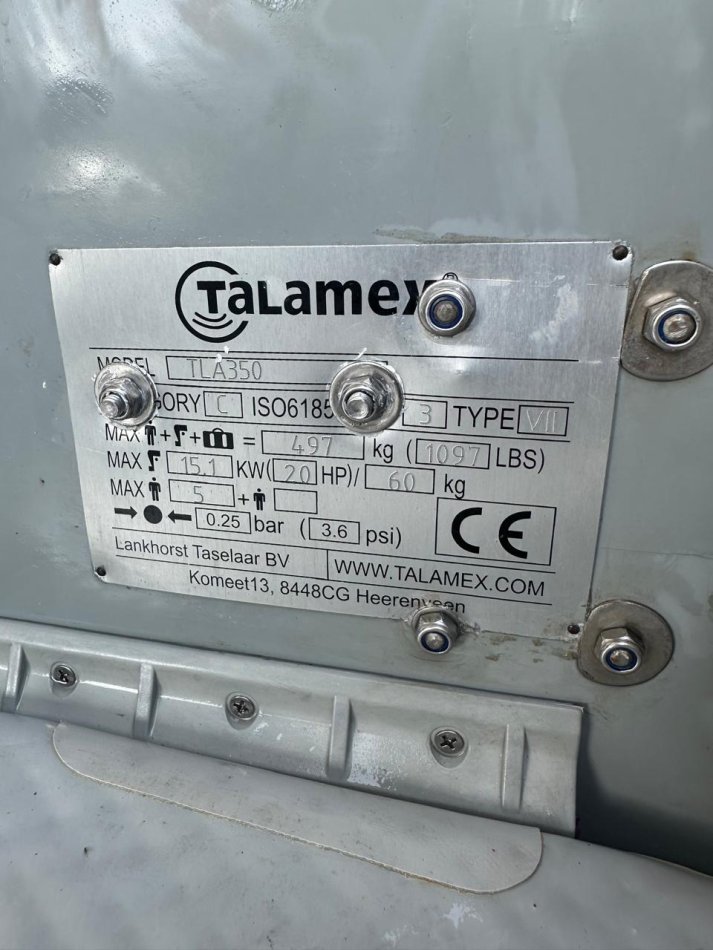 TaLamex
MODEL TLA350
GORY C ISO6185 3 TYPE VII
MAX + + = 497 kg (1097 LBS)
MAX 15.1 KW(20 HP)/ 60 kg
MAX 5 +
0.25 bar (3.6 psi)
CE
Lankhorst Taselaar BV
WWW.TALAMEX.COM
Komeet13, 8448CG Heerenveen